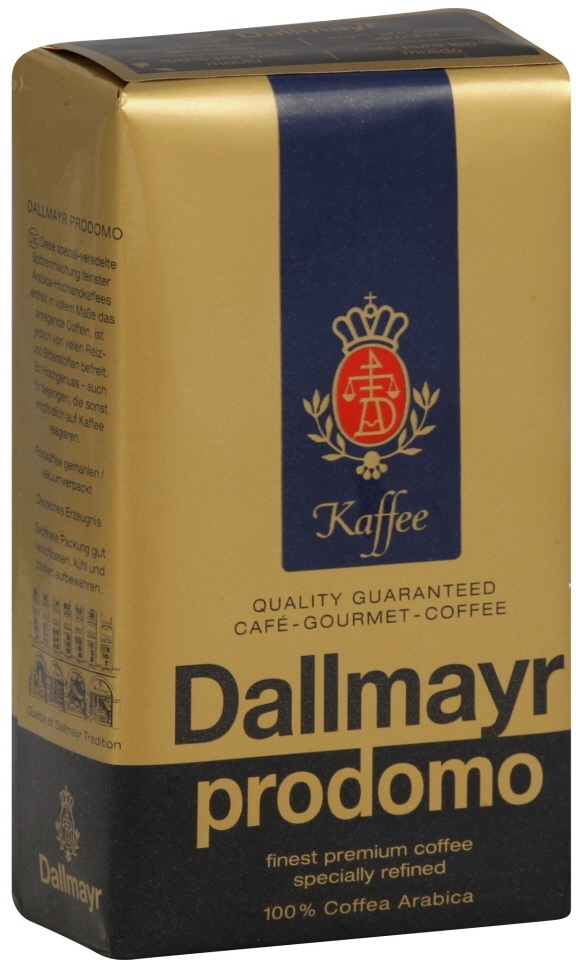 Dallmayr
DALLMAYR PRODOMO
Diese spezial-veredelte
Spitzenmischung feinster
Arabica-Hochlandkaffees
enthält in vollem Maße das
anregende Coffein, ist
jedoch von vielen Reiz-
und Bitterstoffen befreit.
Ein Hochgenuss – auch
für diejenigen, die sonst
empfindlich auf Kaffee
reagieren.
Röstkaffee gemahlen /
vakuumverpackt
Deutsches Erzeugnis
Geöffnete Packung gut
verschlossen, kühl und
trocken aufbewahren.
Qualität ist Dallmayr Tradition
Dallmayr
Kaffee
QUALITY GUARANTEED
CAFÉ-GOURMET-COFFEE
Dallmayr
prodomo
finest premium coffee
specially refined
100% Coffea Arabica